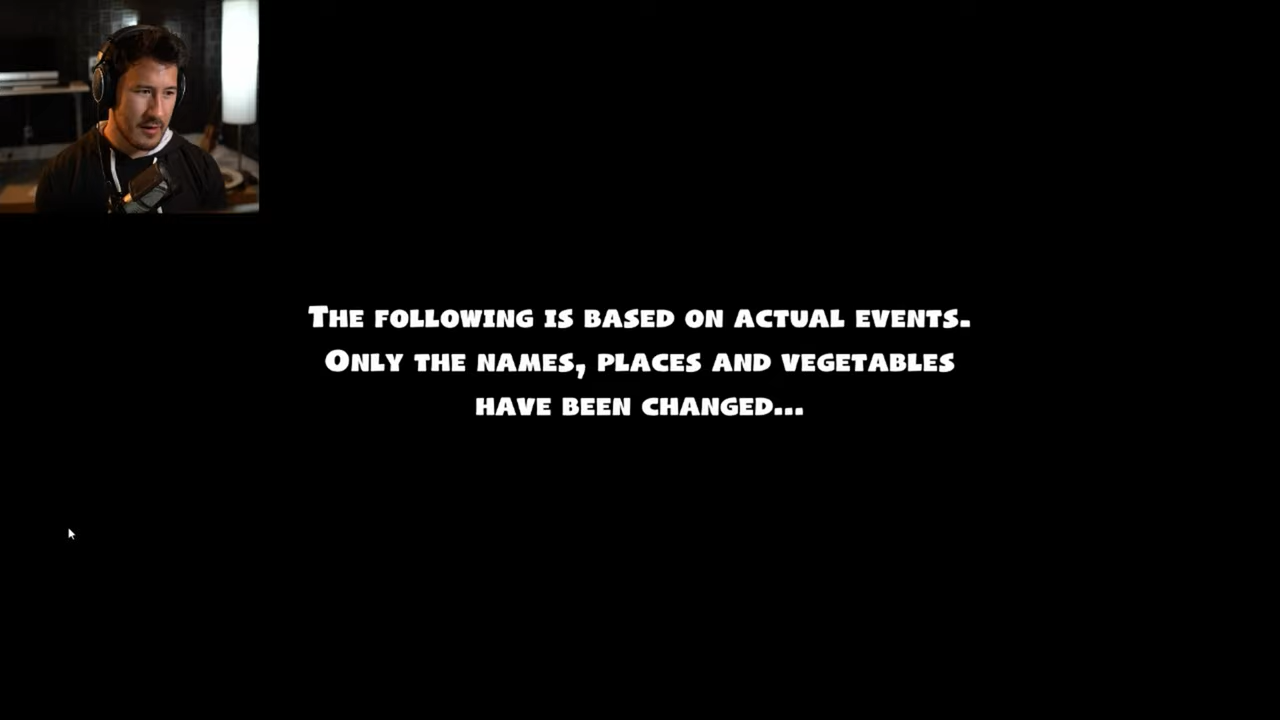 The following is based on actual events.
Only the names, places and vegetables
have been changed...